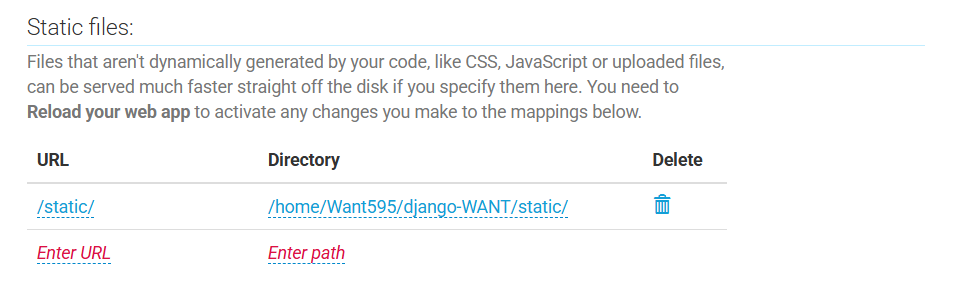 Static files:
Files that aren't dynamically generated by your code, like CSS, JavaScript or uploaded files,
can be served much faster straight off the disk if you specify them here. You need to
Reload your web app to activate any changes you make to the mappings below.
URL Directory Delete
/static/ /home/Want595/django-WANT/static/
Enter URL Enter path